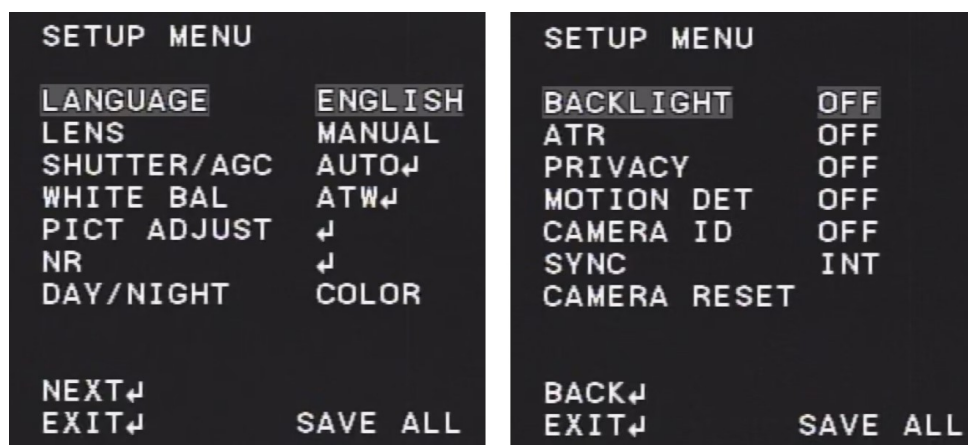 SETUP MENU
LANGUAGE ENGLISH
LENS MANUAL
SHUTTER/AGC AUTO↲
WHITE BAL ATW↲
PICT ADJUST ↲
NR ↲
DAY/NIGHT COLOR
NEXT↲
EXIT↲ SAVE ALL
SETUP MENU
BACKLIGHT OFF
ATR OFF
PRIVACY OFF
MOTION DET OFF
CAMERA ID OFF
SYNC INT
CAMERA RESET
BACK↲
EXIT↲ SAVE ALL